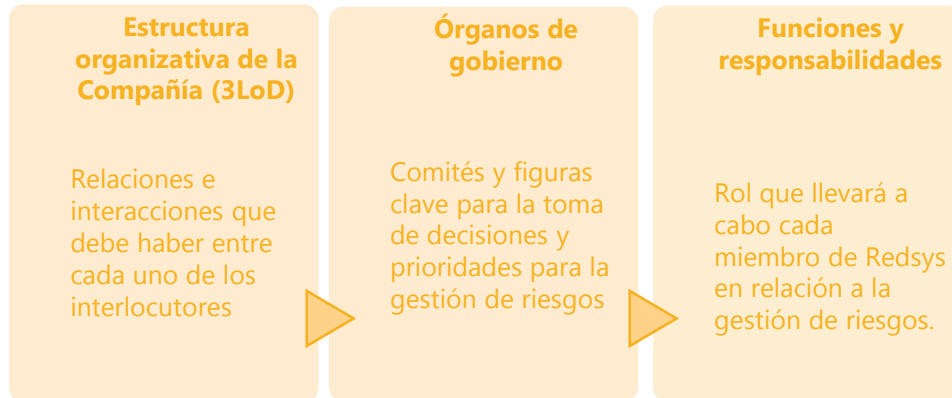 Estructura
organizativa de la
Compañía (3LoD)
Relaciones e
interacciones que
debe haber entre
cada uno de los
interlocutores
Órganos de
gobierno
Comités y figuras
clave para la toma
de decisiones y
prioridades para la
gestión de riesgos
Funciones y
responsabilidades
Rol que llevará a
cabo cada
miembro de Redsys
en relación a la
gestión de riesgos.